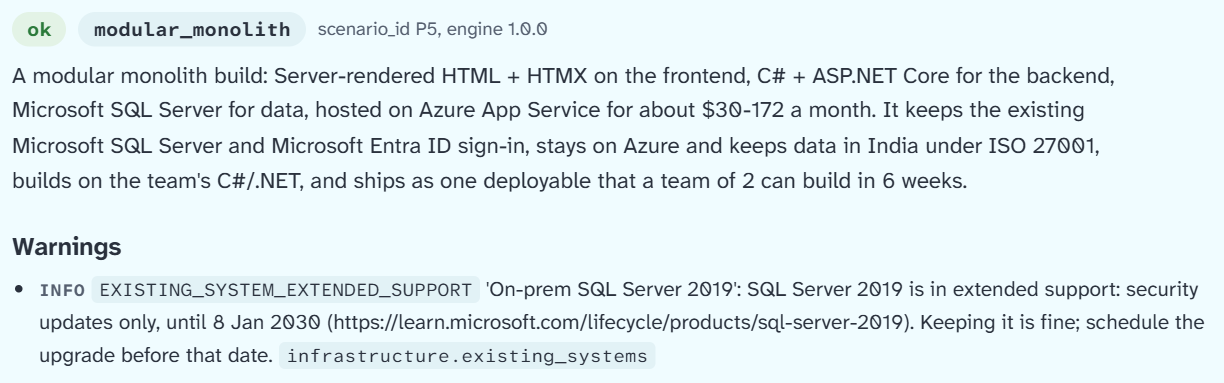 ok modular_monolith scenario_id P5, engine 1.0.0
A modular monolith build: Server-rendered HTML + HTMX on the frontend, C# + ASP.NET Core for the backend,
Microsoft SQL Server for data, hosted on Azure App Service for about $30-172 a month. It keeps the existing
Microsoft SQL Server and Microsoft Entra ID sign-in, stays on Azure and keeps data in India under ISO 27001,
builds on the team's C#/.NET, and ships as one deployable that a team of 2 can build in 6 weeks.
Warnings
• INFO EXISTING_SYSTEM_EXTENDED_SUPPORT 'On-prem SQL Server 2019': SQL Server 2019 is in extended support: security
updates only, until 8 Jan 2030 (https://learn.microsoft.com/lifecycle/products/sql-server-2019). Keeping it is fine; schedule the
upgrade before that date. infrastructure.existing_systems